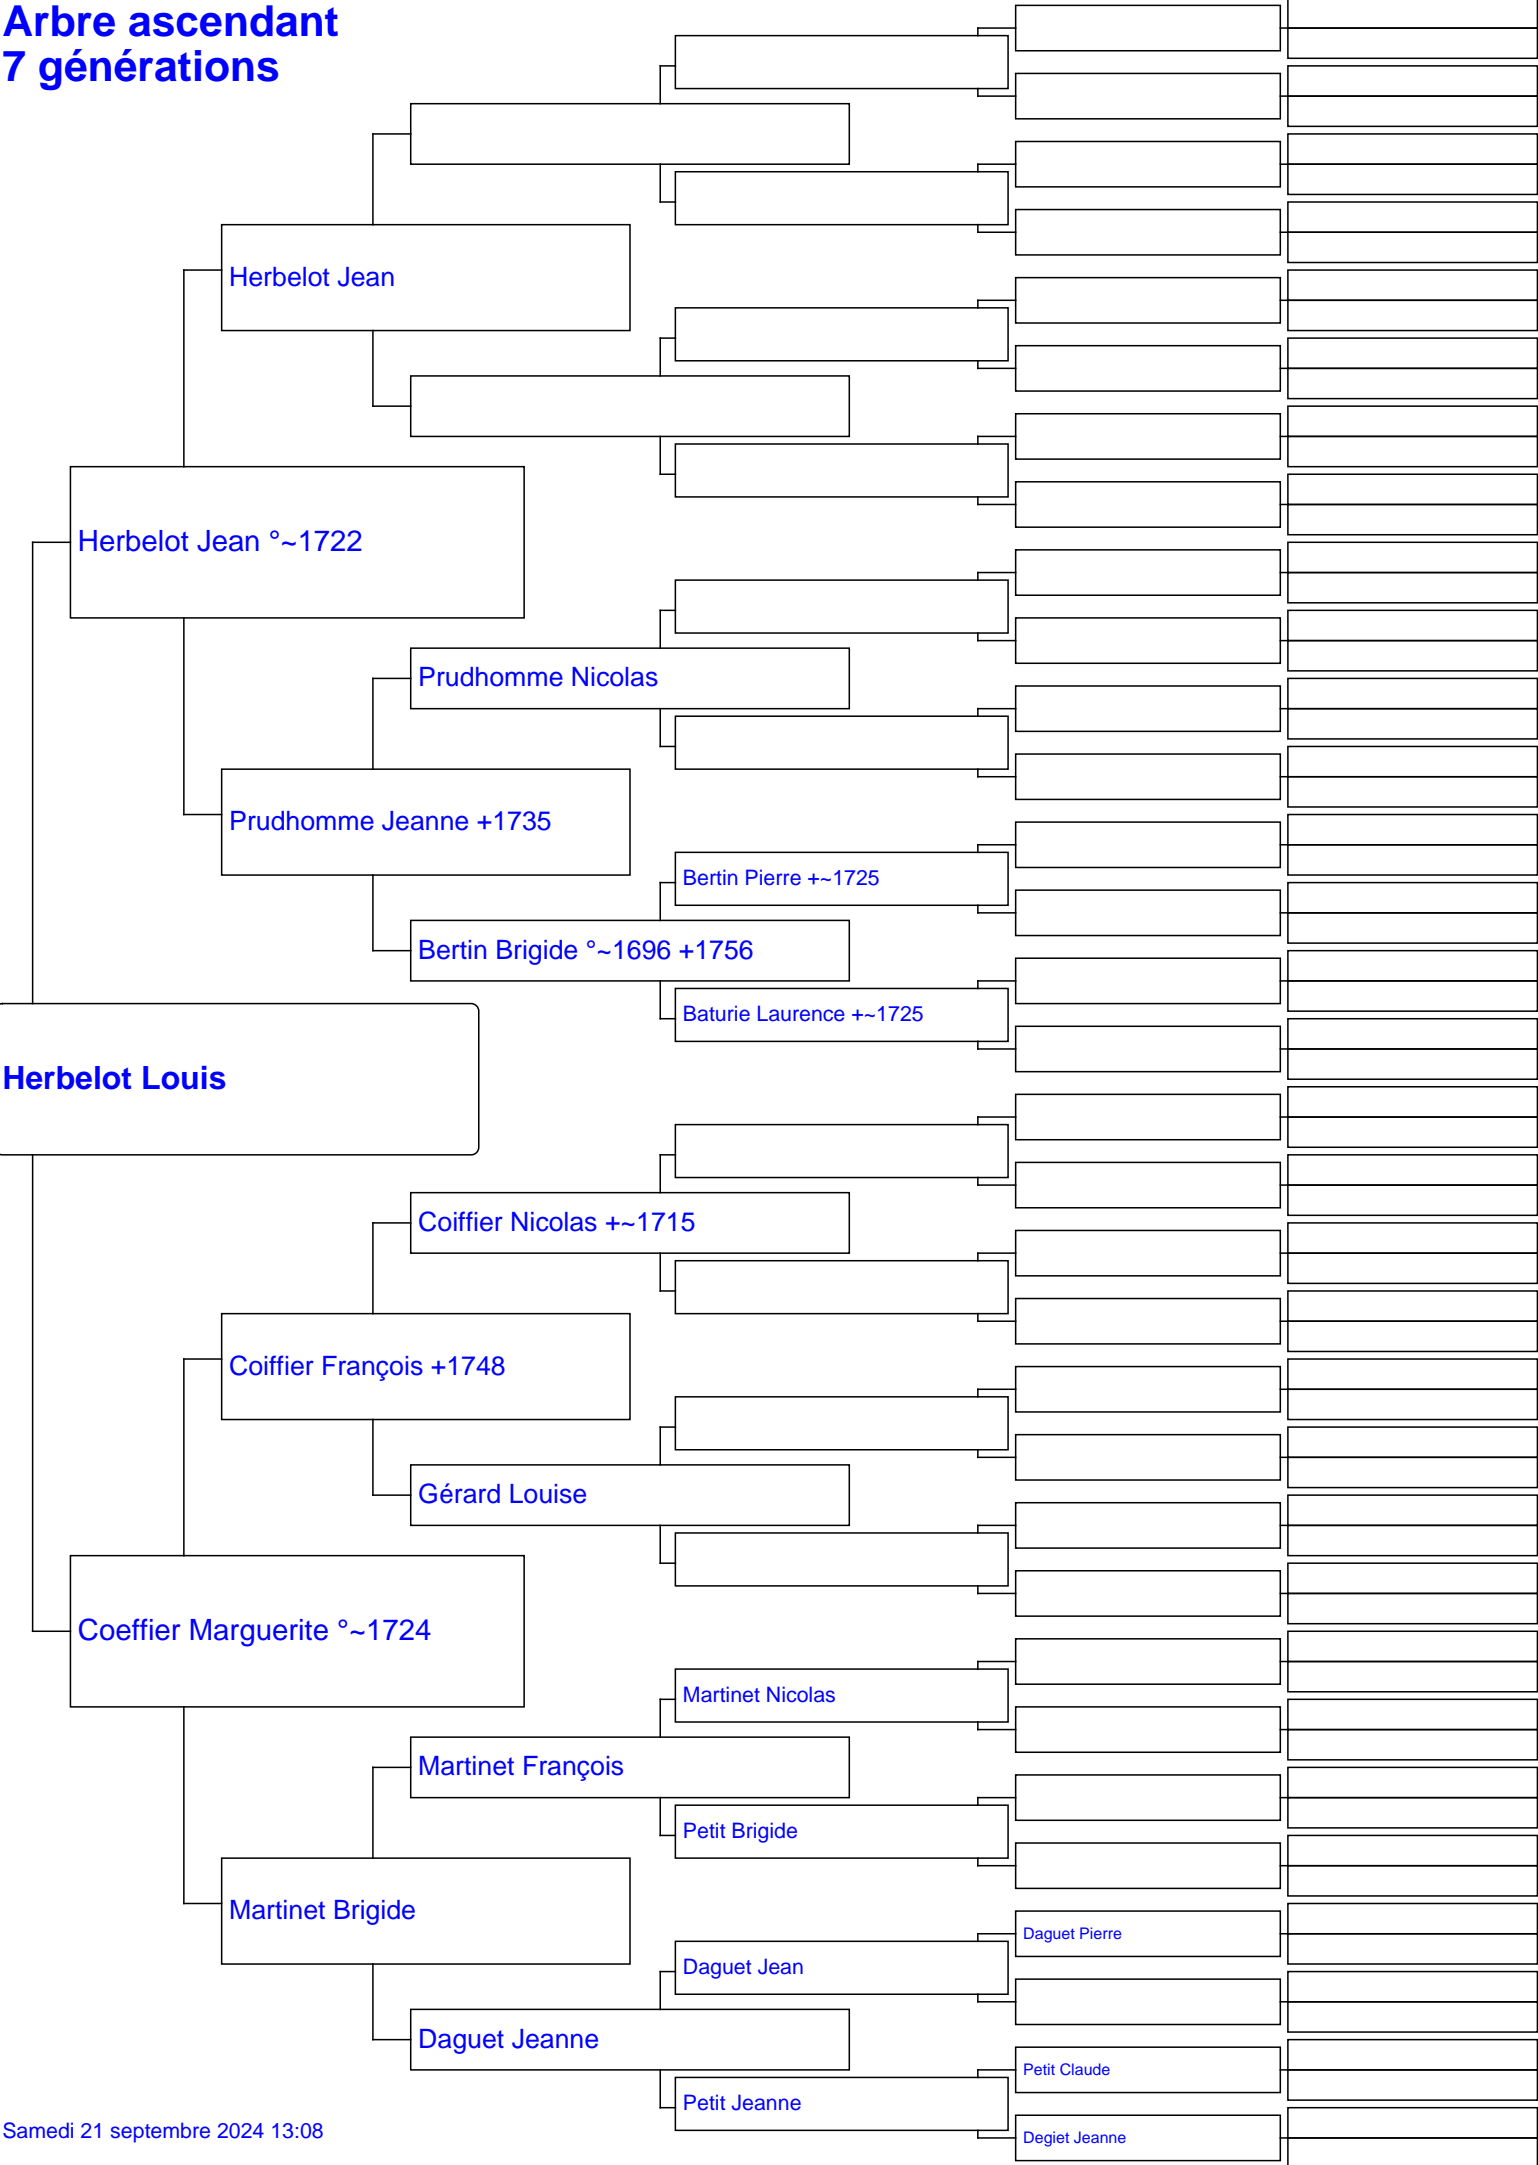 Arbre ascendant
7 générations
Herbelot Jean
Herbelot Jean °~1722
Prudhomme Nicolas
Prudhomme Jeanne +1735
Bertin Pierre +~1725
Bertin Brigide °~1696 +1756
Baturie Laurence +~1725
Herbelot Louis
Coiffier Nicolas +~1715
Coiffier François +1748
Gérard Louise
Coeffier Marguerite °~1724
Martinet Nicolas
Martinet François
Petit Brigide
Martinet Brigide
Daguet Pierre
Daguet Jean
Daguet Jeanne
Petit Claude
Petit Jeanne
Degiet Jeanne
Samedi 21 septembre 2024 13:08